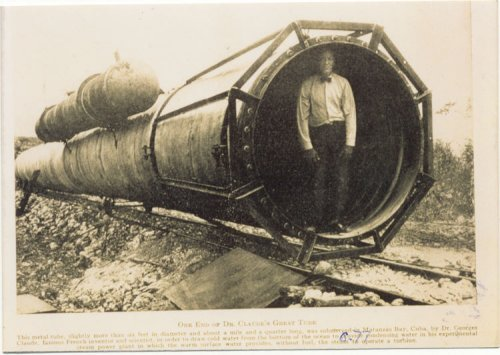 ONE END OF DR. CLAUDE'S GREAT TUBE
This metal tube, slightly more than six feet in diameter and about a mile and a quarter long, was submerged in Matanzas Bay, Cuba, by Dr. Georges
Claude, famous French inventor and scientist, in order to draw cold water from the bottom of the ocean to condensing water in his experimental
steam power plant in which the warm surface water provides, without fuel, the steam to operate a turbine.